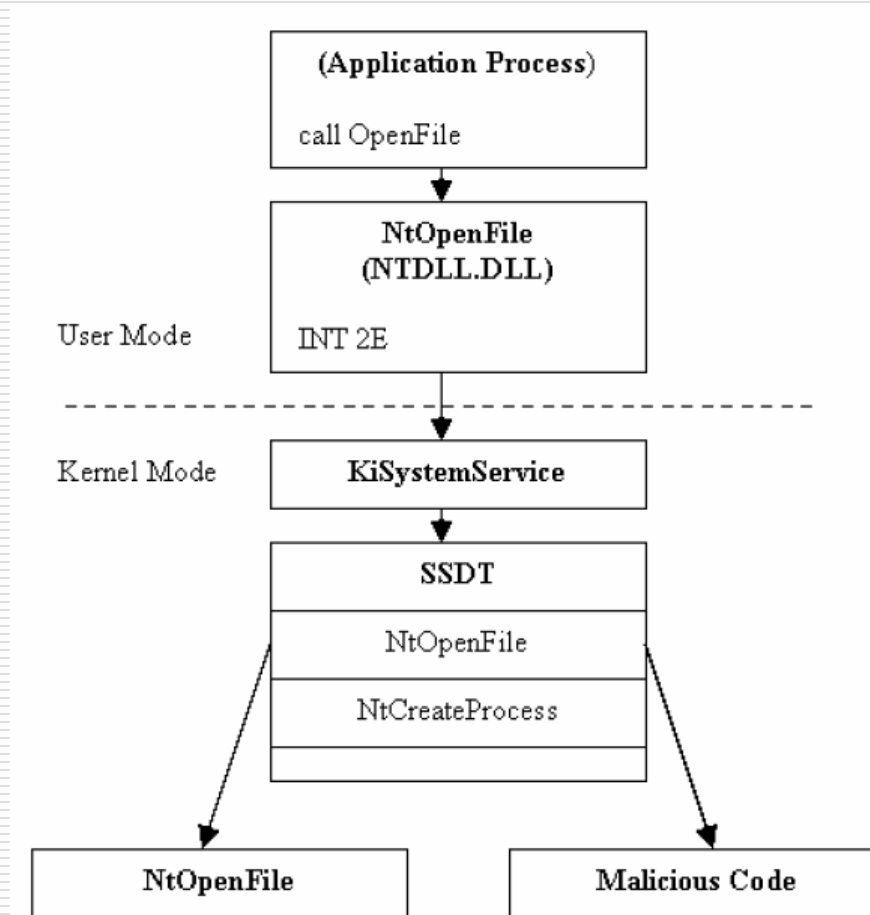 (Application Process)
call OpenFile
NtOpenFile
(NTDLL.DLL)
User Mode
INT 2E
Kernel Mode
KiSystemService
SSDT
NtOpenFile
NtCreateProcess
NtOpenFile
Malicious Code